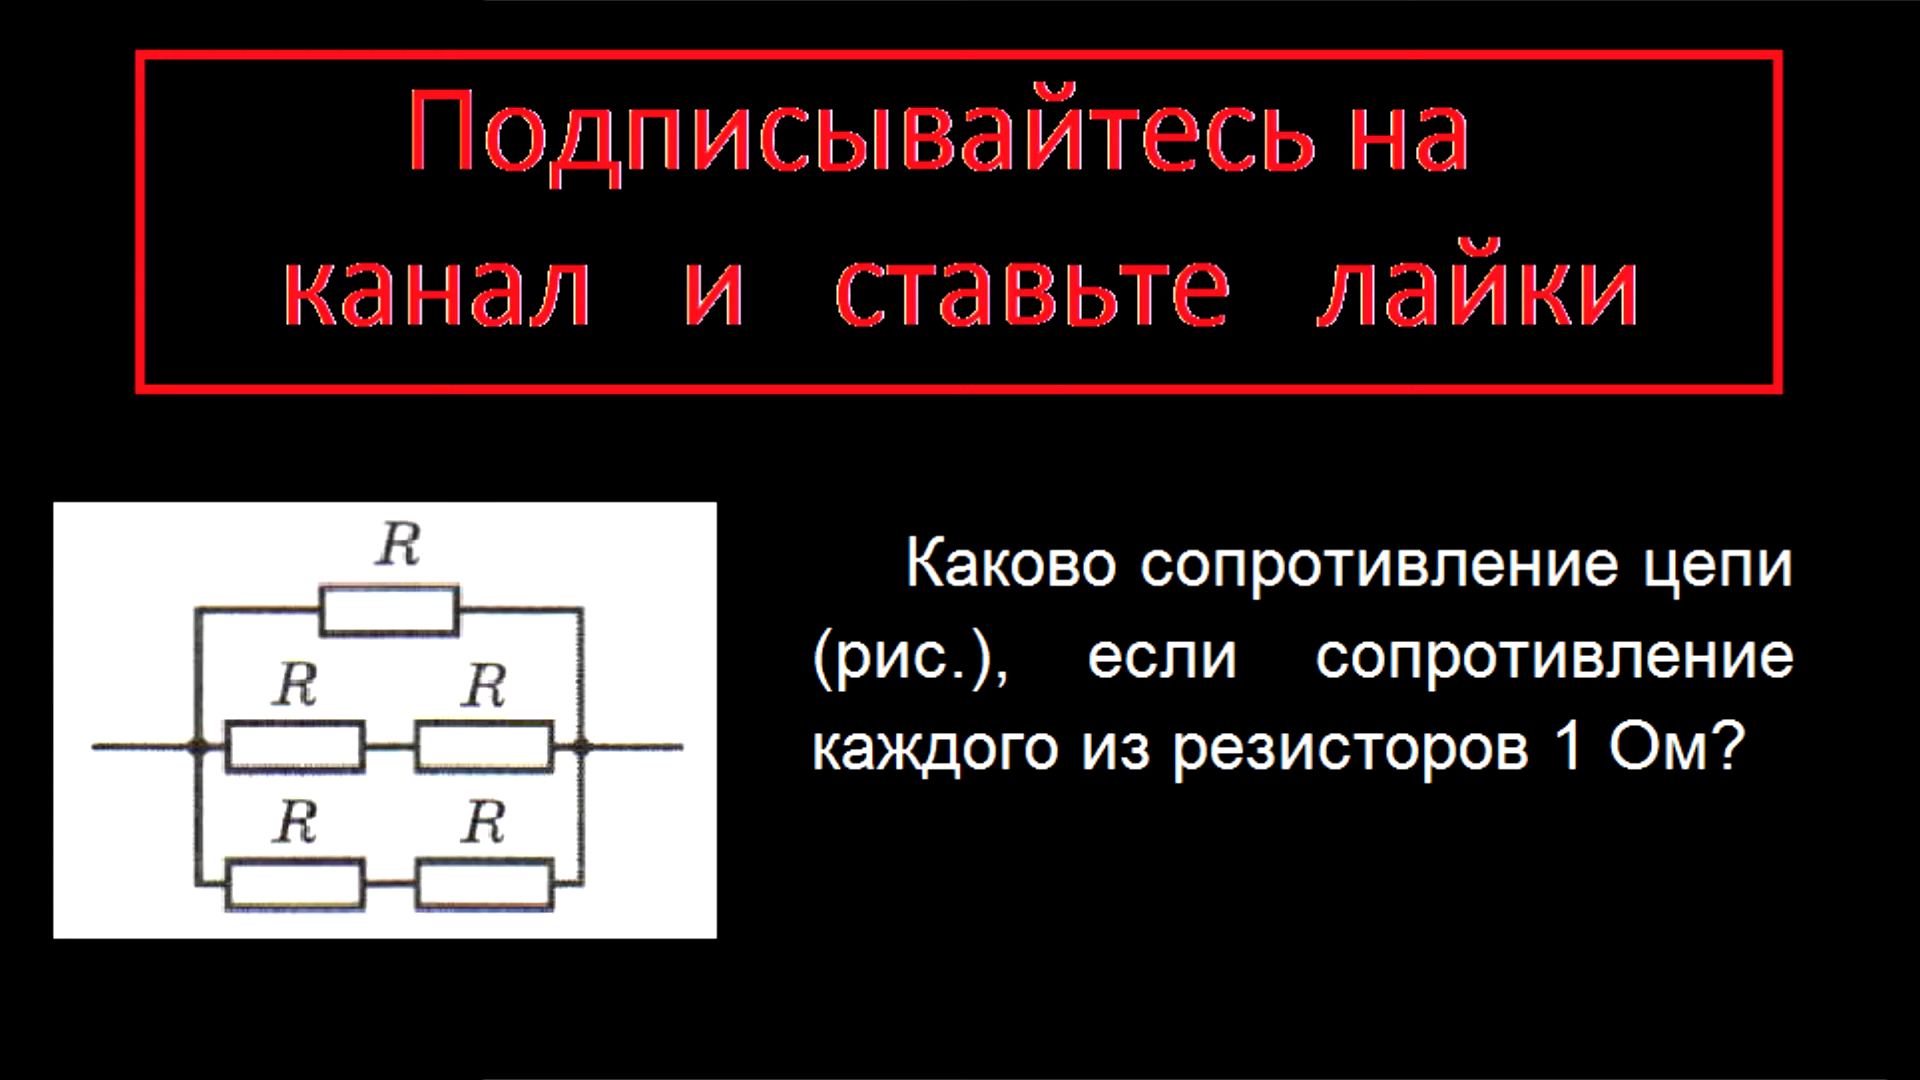 Подписывайтесь на
канал и ставьте лайки
R
R R
R R
Каково сопротивление цепи
(рис.), если сопротивление
каждого из резисторов 1 Ом?